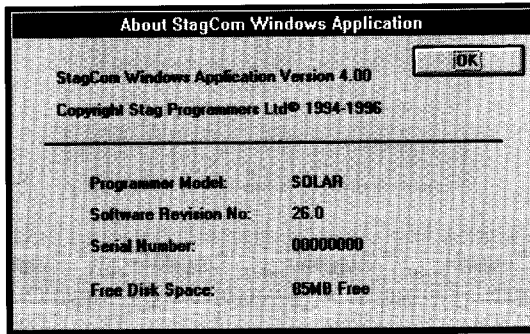 About StagCom Windows Application
OK
StagCom Windows Application Version 4.00
Copyright Stag Programmers Ltd© 1994-1996
Programmer Model: SOLAR
Software Revision No: 26.0
Serial Number: 00000000
Free Disk Space: 85MB Free